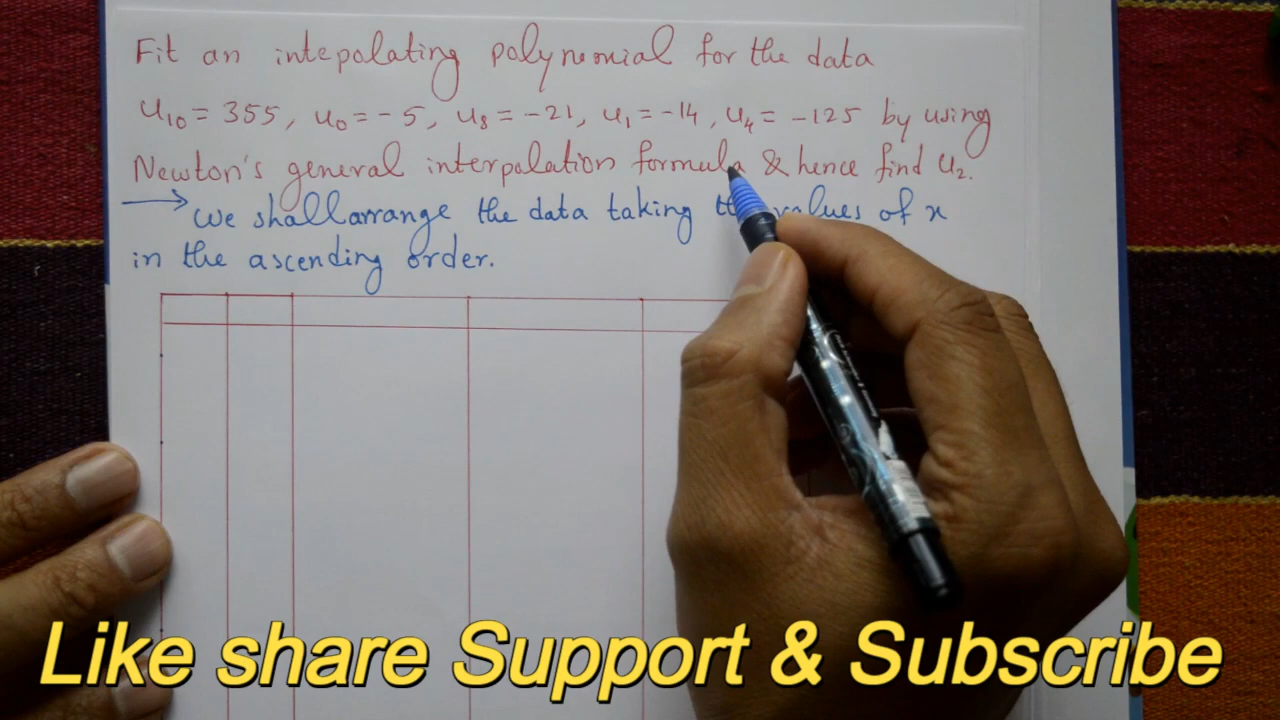 Fit an intepolating polynomial for the data
u₁₀ = 355, u₀ = -5, u₈ = -21, u₁ = -14, u₄ = -125 by using
Newton's general interpolation formula & hence find u₂.
→ we shall arrange the data taking values of x
in the ascending order.
Like share Support & Subscribe